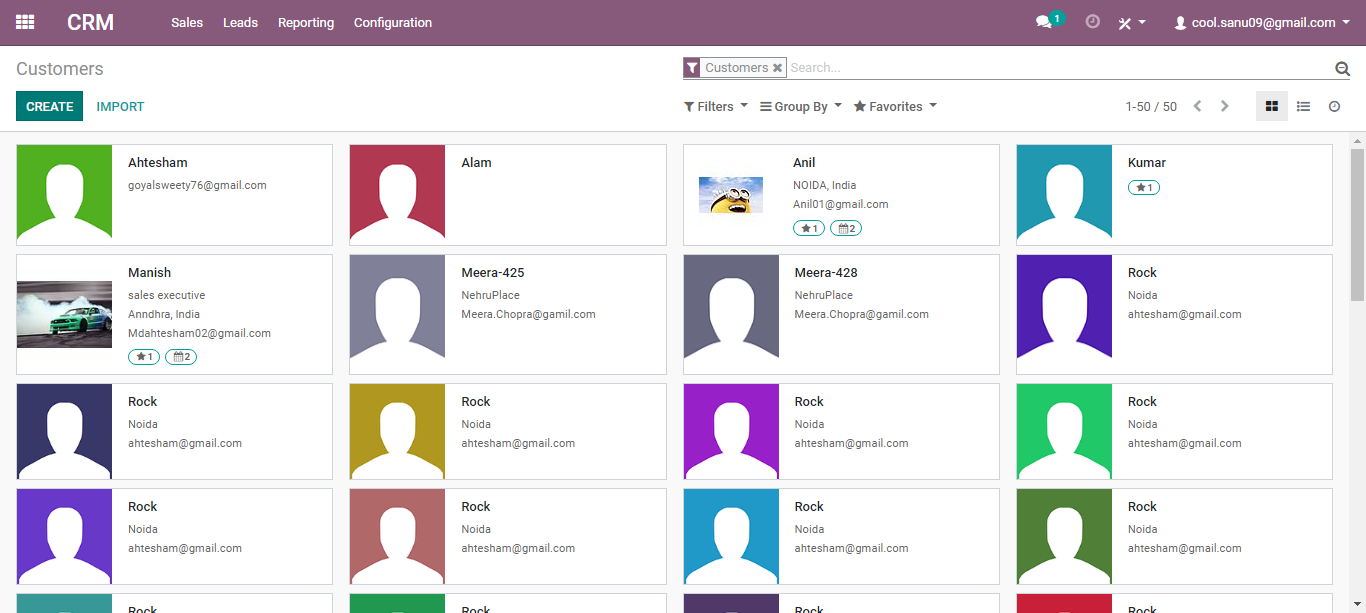 CRM Sales Leads Reporting Configuration 1 cool.sanu09@gmail.com
Customers
Customers Search...
CREATE IMPORT
Filters Group By Favorites 1-50 / 50
Ahtesham
goyalsweety76@gmail.com
Alam
Anil
NOIDA, India
Anil01@gmail.com
1 2
Kumar
1
Manish
sales executive
Anndhra, India
Mdahtesham02@gmail.com
1 2
Meera-425
NehruPlace
Meera.Chopra@gamil.com
Meera-428
NehruPlace
Meera.Chopra@gamil.com
Rock
Noida
ahtesham@gmail.com
Rock
Noida
ahtesham@gmail.com
Rock
Noida
ahtesham@gmail.com
Rock
Noida
ahtesham@gmail.com
Rock
Noida
ahtesham@gmail.com
Rock
Noida
ahtesham@gmail.com
Rock
Noida
ahtesham@gmail.com
Rock
Noida
ahtesham@gmail.com
Rock
Noida
ahtesham@gmail.com
Rock
Rock
Rock
Rock